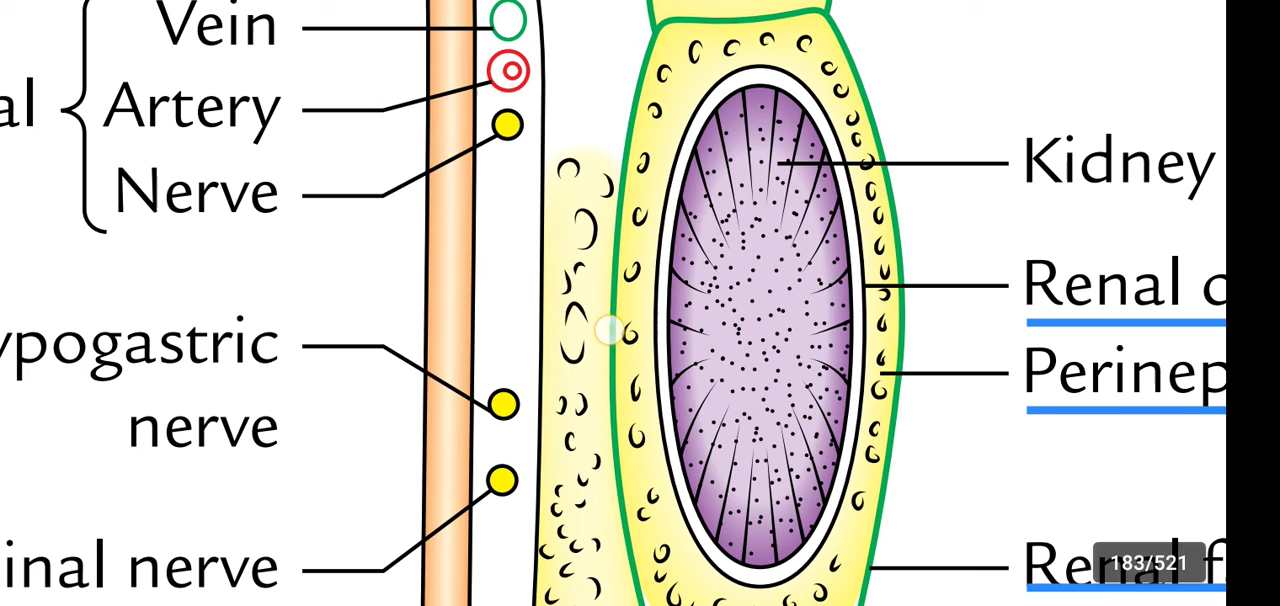 Vein
al
Artery
Nerve
ypogastric
nerve
inal nerve
Kidney
Renal c
Perinep
Renal f
183/521